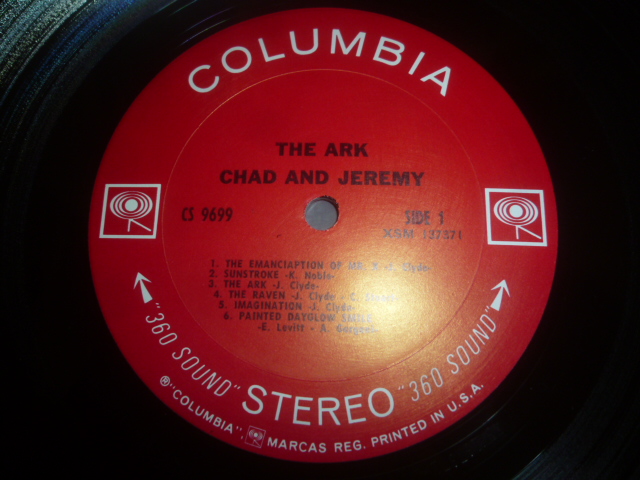 COLUMBIA
THE ARK
CHAD AND JEREMY
CS 9699
SIDE 1
XSM 137371
1. THE EMANCIAPTION OF MR. X -J. Clyde-
2. SUNSTROKE -K. Noble-
3. THE ARK -J. Clyde-
4. THE RAVEN -J. Clyde - C.
5. IMAGINATION -J. Clyde-
6. PAINTED DAYGLOW SMILE
-E. Levitt - A.
"360 SOUND" STEREO "360 SOUND"
®"COLUMBIA", MARCAS REG. PRINTED IN U.S.A.